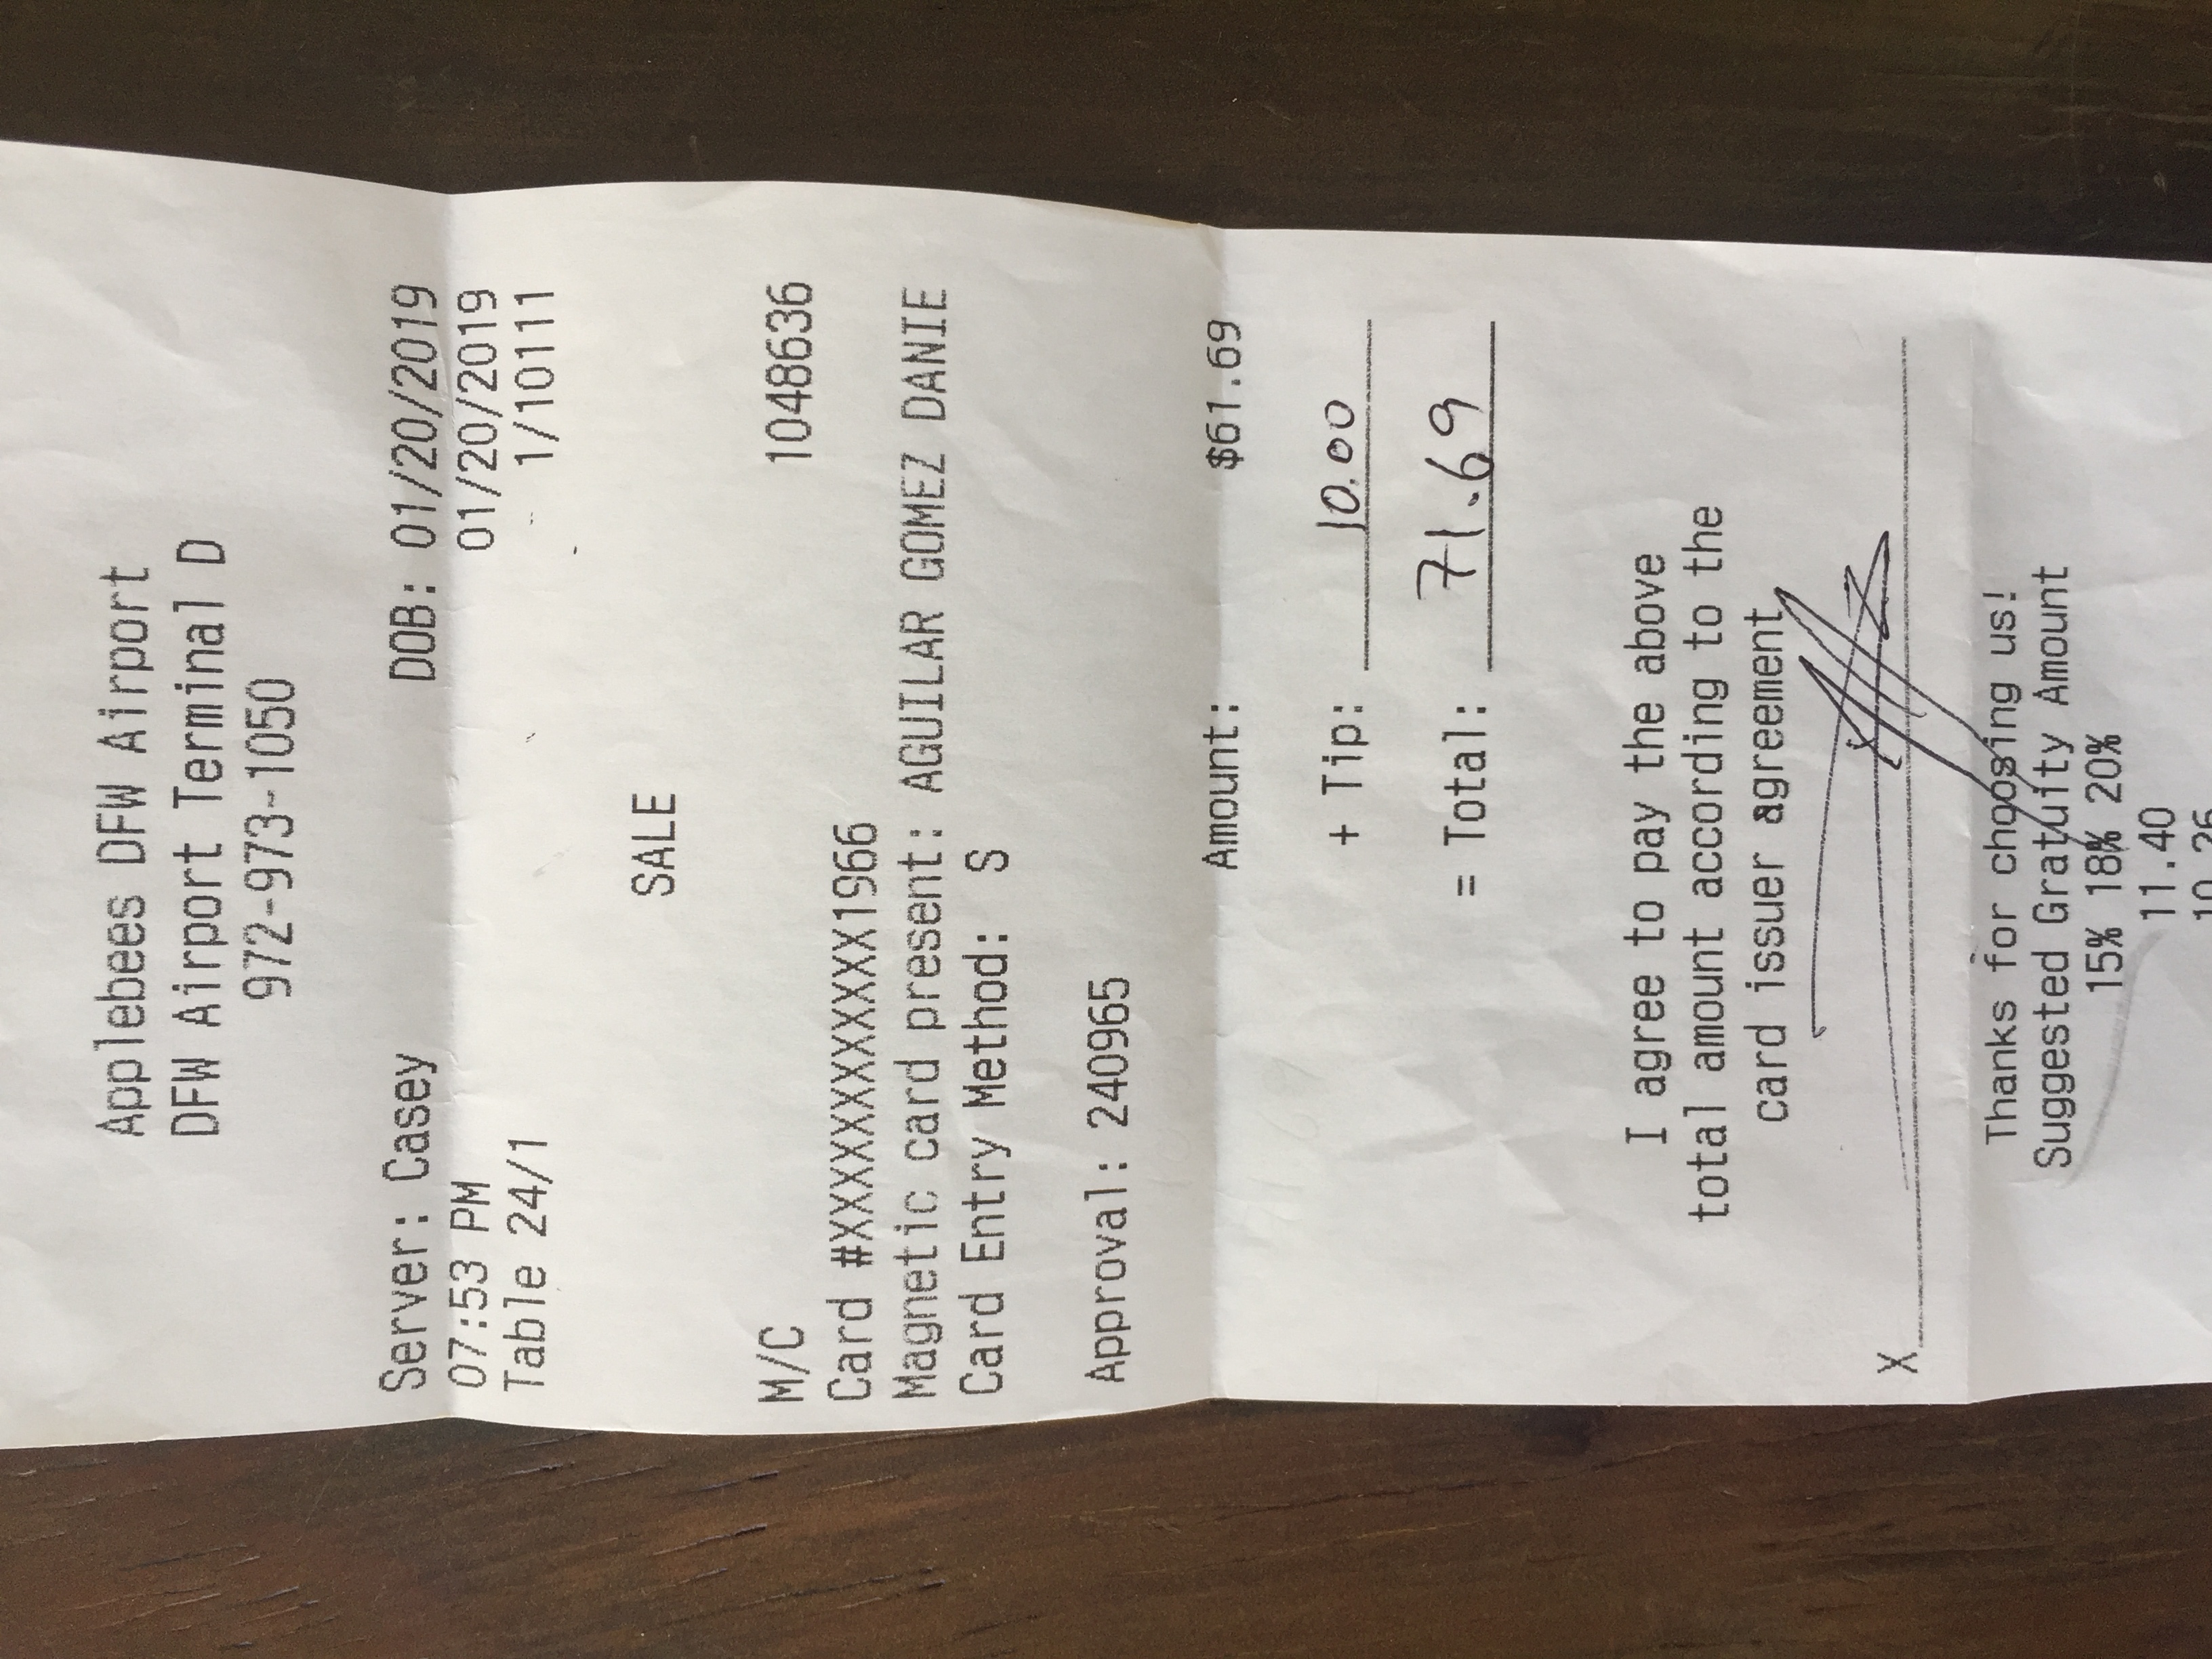 Applebees DFW Airport
DFW Airport Terminal D
972-973-1050
Server: Casey DOB: 01/20/2019
07:53 PM 01/20/2019
Table 24/1 1/10111
SALE
M/C 1048636
Card #XXXXXXXXXXXX1966
Magnetic card present: AGUILAR GOMEZ DANIE
Card Entry Method: S
Approval: 240965
Amount: $61.69
+ Tip: 10.00
= Total: 71.69
I agree to pay the above
total amount according to the
card issuer agreement
X
Thanks for choosing us!
Suggested Gratuity Amount
15% 18% 20%
11.40
10.26